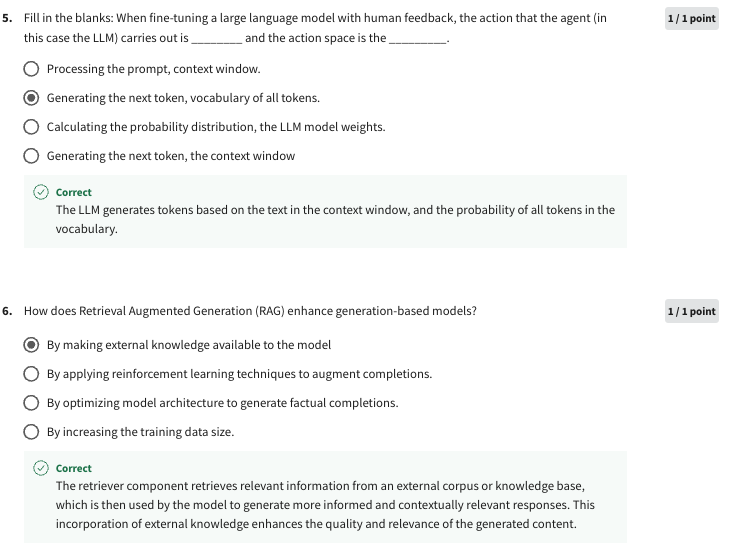 5. Fill in the blanks: When fine-tuning a large language model with human feedback, the action that the agent (in
1 / 1 point
this case the LLM) carries out is ________ and the action space is the _________.
Processing the prompt, context window.
Generating the next token, vocabulary of all tokens.
Calculating the probability distribution, the LLM model weights.
Generating the next token, the context window
Correct
The LLM generates tokens based on the text in the context window, and the probability of all tokens in the
vocabulary.
6. How does Retrieval Augmented Generation (RAG) enhance generation-based models?
1 / 1 point
By making external knowledge available to the model
By applying reinforcement learning techniques to augment completions.
By optimizing model architecture to generate factual completions.
By increasing the training data size.
Correct
The retriever component retrieves relevant information from an external corpus or knowledge base,
which is then used by the model to generate more informed and contextually relevant responses. This
incorporation of external knowledge enhances the quality and relevance of the generated content.